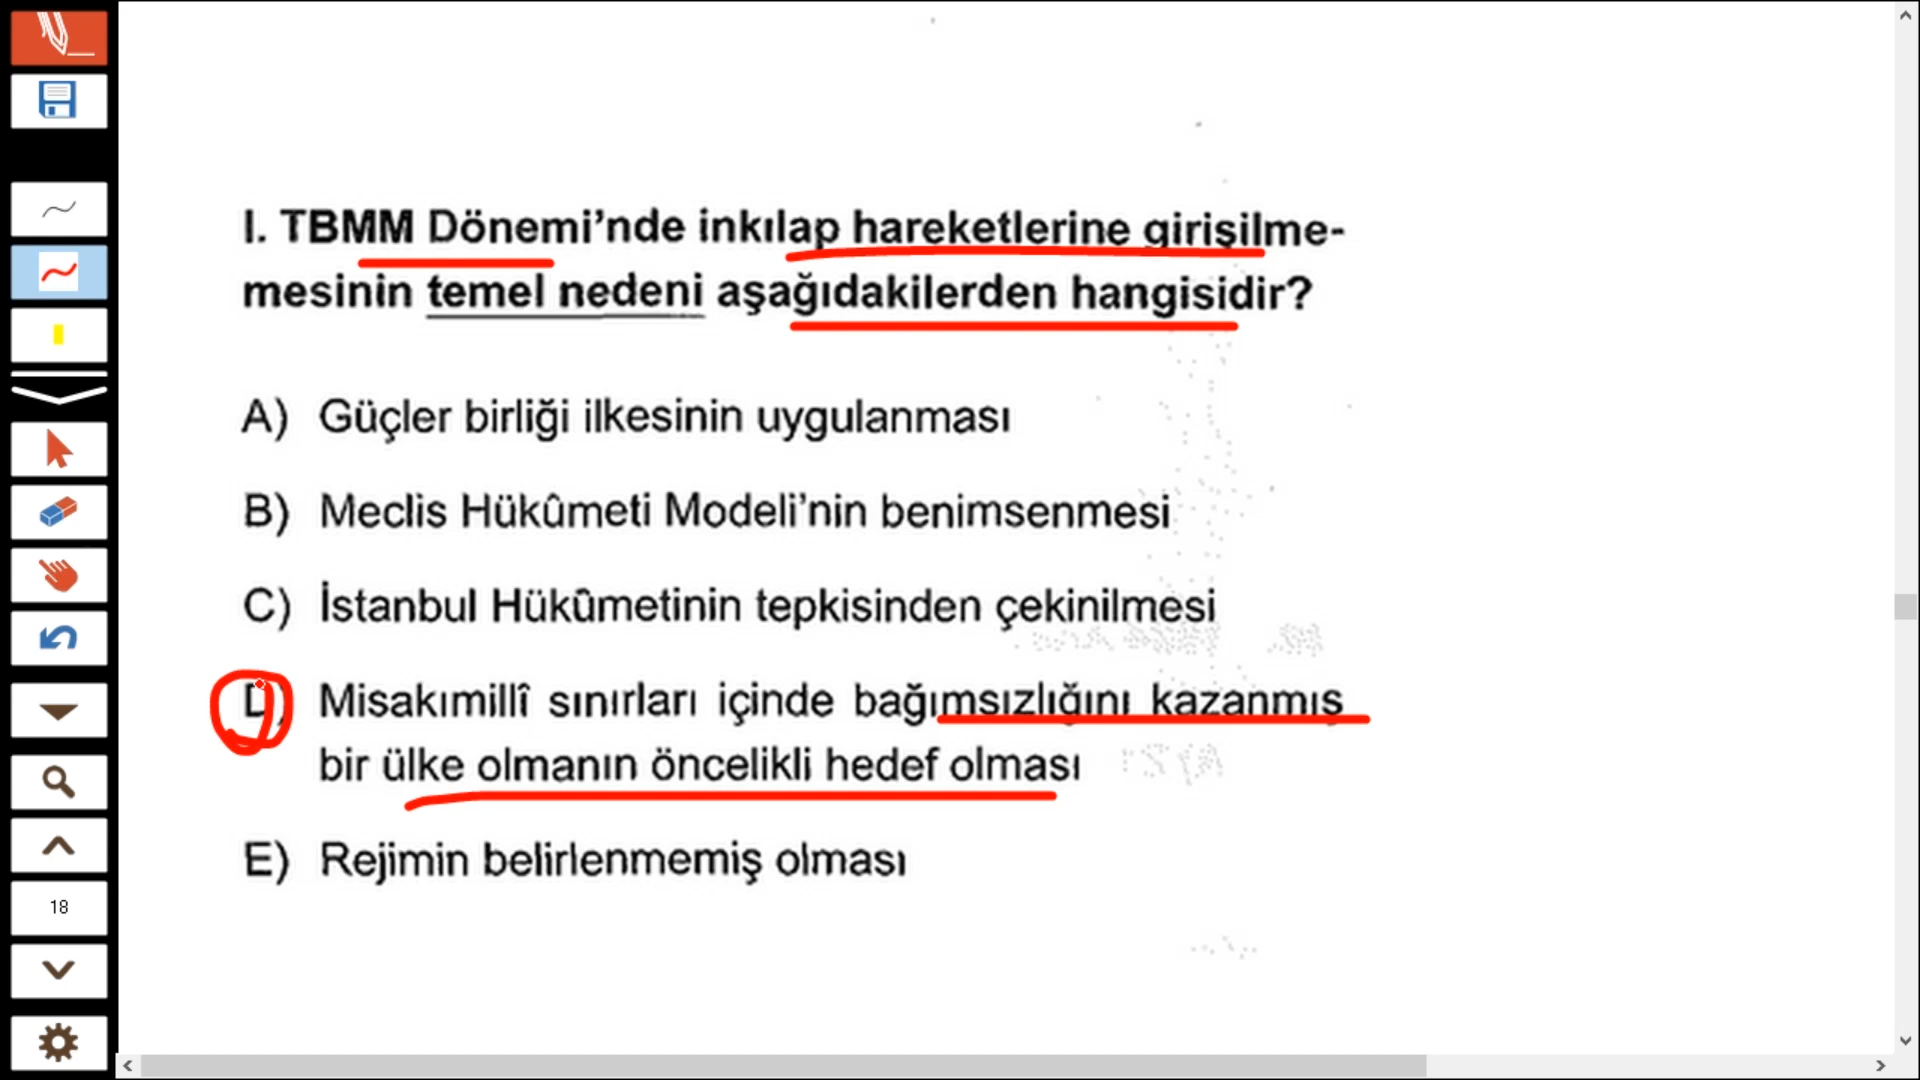 I. TBMM Dönemi’nde inkılap hareketlerine girişilme-
mesinin temel nedeni aşağıdakilerden hangisidir?
A) Güçler birliği ilkesinin uygulanması
B) Meclis Hükûmeti Modeli’nin benimsenmesi
C) İstanbul Hükûmetinin tepkisinden çekinilmesi
D) Misakımillî sınırları içinde bağımsızlığını kazanmış
bir ülke olmanın öncelikli hedef olması
E) Rejimin belirlenmemiş olması
18